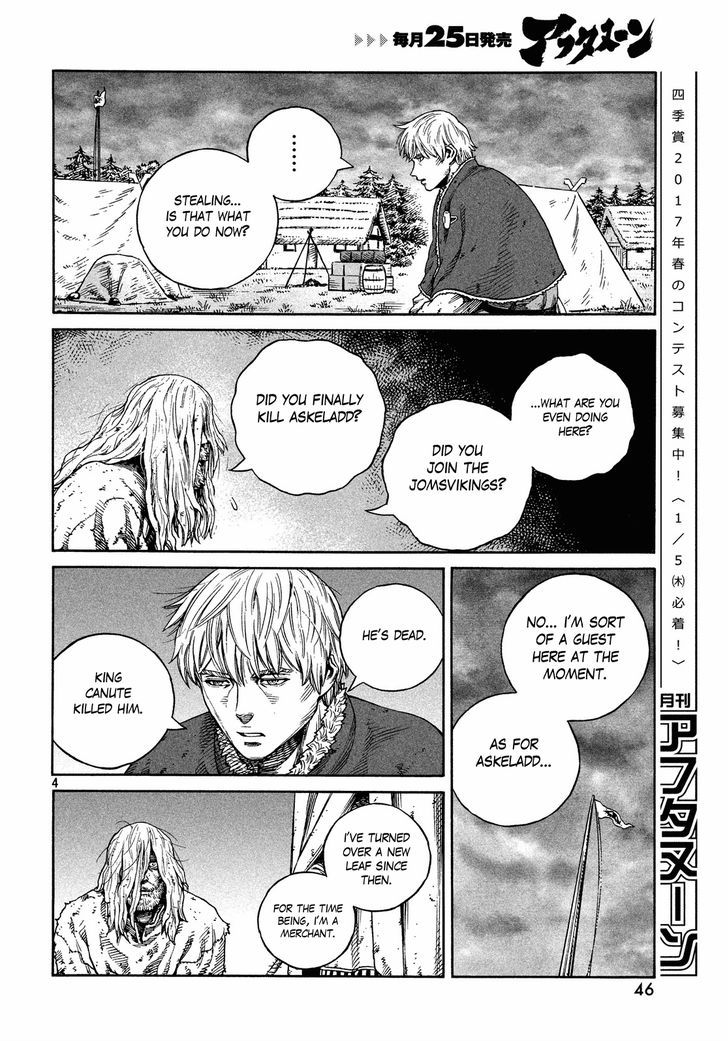 ▷▷▷ 毎月25日発売 アフタヌーン
四季賞2017年春のコンテスト募集中！〈1／5㈭必着！〉
月刊アフタヌーン
......
STEALING...
IS THAT WHAT
YOU DO NOW?
...WHAT ARE
YOU EVEN DOING
HERE?
DID YOU
JOIN THE
JOMSVIKINGS?
DID YOU FINALLY
KILL ASKELADD?
NO... I'M SORT
OF A GUEST
HERE AT THE
MOMENT.
AS FOR
ASKELADD...
HE'S DEAD.
KING
CANUTE
KILLED HIM.
I'VE TURNED
OVER A NEW
LEAF SINCE
THEN.
FOR THE TIME
BEING, I'M A
MERCHANT.
4
46